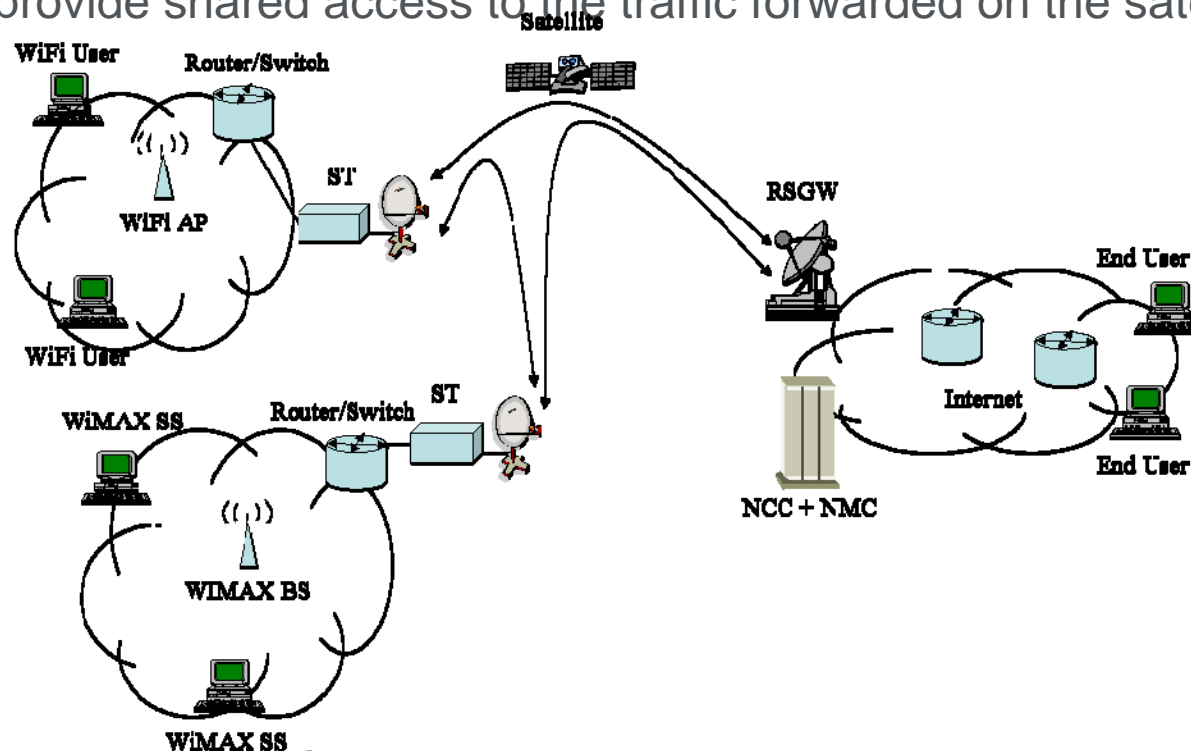 provide shared access to the traffic forwarded on the
Satellite
WiFi User
Router/Switch
ST
WiFi AP
RSGW
End User
WiFi User
ST
Router/Switch
WiMAX SS
Internet
End User
NCC + NMC
WIMAX BS
WiMAX SS